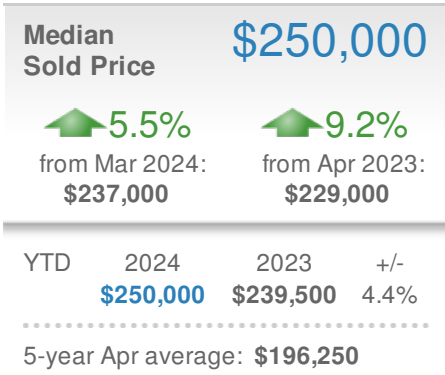 Median
Sold Price
$250,000
5.5%
from Mar 2024:
$237,000
9.2%
from Apr 2023:
$229,000
YTD 2024 2023 +/-
$250,000 $239,500 4.4%
5-year Apr average: $196,250